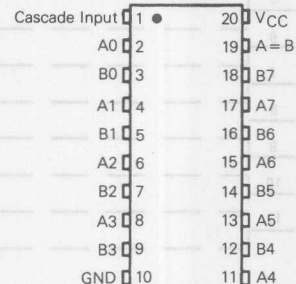 Cascade Input 1 20 VCC
A0 2 19 A=B
B0 3 18 B7
A1 4 17 A7
B1 5 16 B6
A2 6 15 A6
B2 7 14 B5
A3 8 13 A5
B3 9 12 B4
GND 10 11 A4